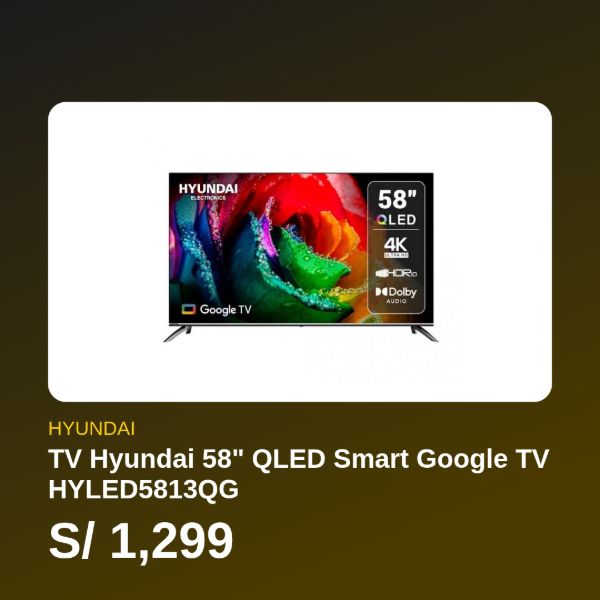 HYUNDAI
ELECTRONICS
58"
QLED
4K
ULTRA HD
HDR10
Dolby
AUDIO
Google TV
HYUNDAI
TV Hyundai 58" QLED Smart Google TV
HYLED5813QG
S/ 1,299